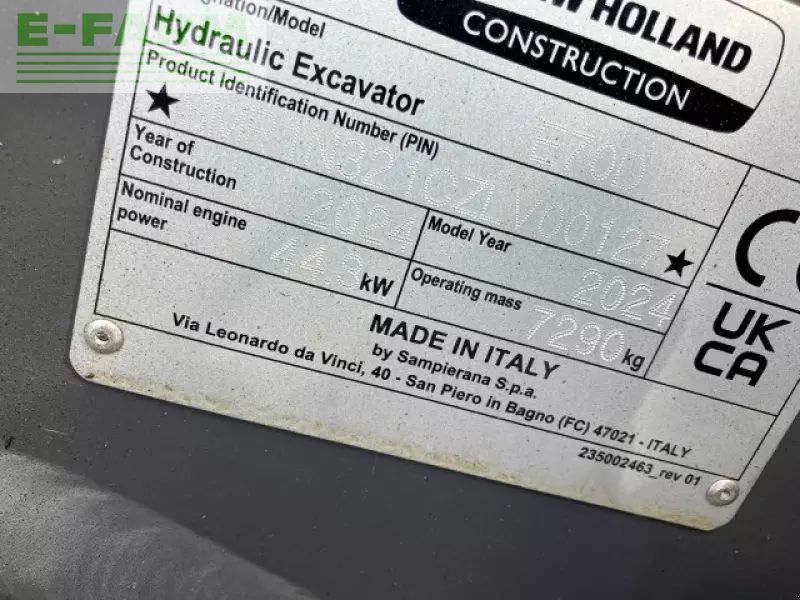 E-FARM
HOLLAND
CONSTRUCTION
nation/Model
Hydraulic Excavator
E70D
Product Identification Number (PIN)
N321CZLV00127
Year of Construction 2024
Model Year 2024
Nominal engine power 44.3 kW
Operating mass 7290 kg
MADE IN ITALY
by Sampierana S.p.a.
Via Leonardo da Vinci, 40 - San Piero in Bagno (FC) 47021 - ITALY
235002463_rev 01
UK
CA